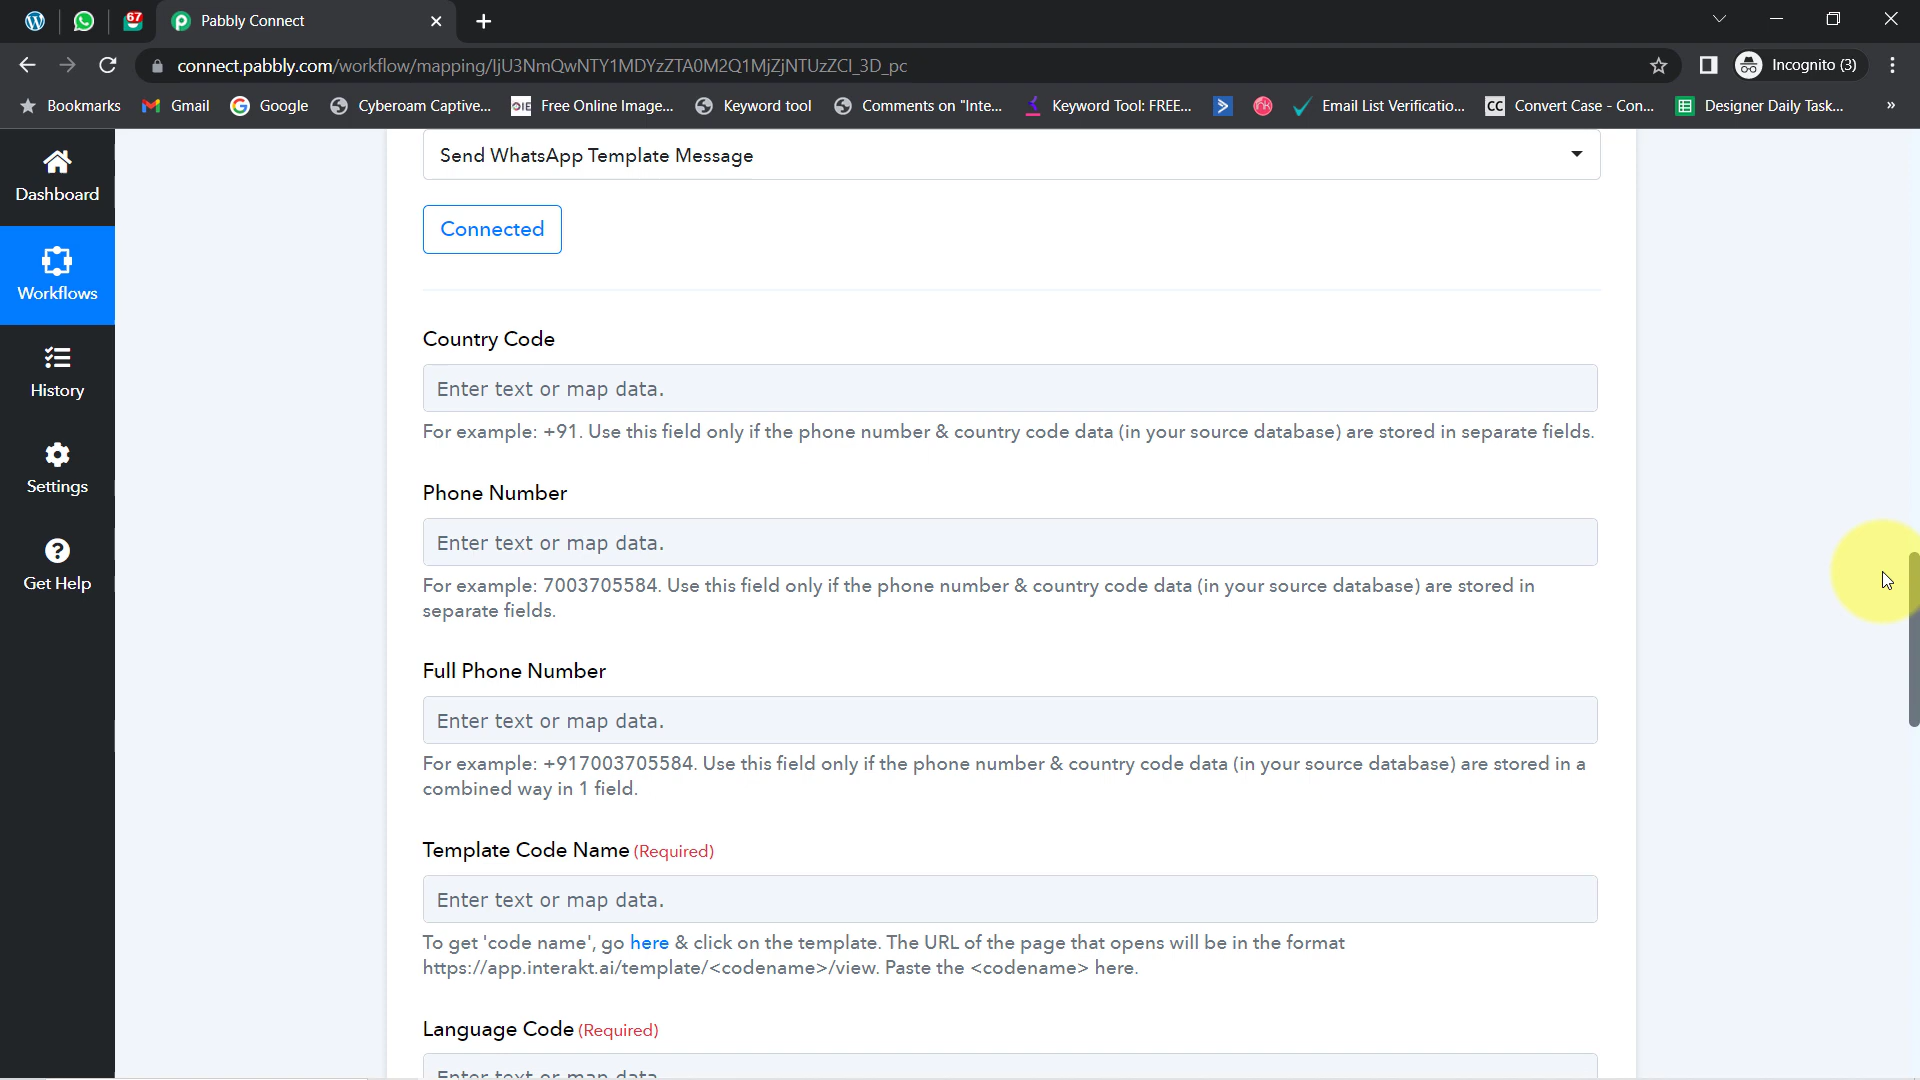 67
Pabbly Connect
connect.pabbly.com/workflow/mapping/IjU3NmQwNTY1MDYzZTA0M2Q1MjZjNTUzZCI_3D_pc
Incognito (3)
Bookmarks
Gmail
Google
Cyberoam Captive...
OIE
Free Online Image...
Keyword tool
Comments on "Inte...
Keyword Tool: FREE...
Email List Verificatio...
CC
Convert Case - Con...
Designer Daily Task...
»
Dashboard
Workflows
History
Settings
Get Help
Send WhatsApp Template Message
Connected
Country Code
Enter text or map data.
For example: +91. Use this field only if the phone number & country code data (in your source database) are stored in separate fields.
Phone Number
Enter text or map data.
For example: 7003705584. Use this field only if the phone number & country code data (in your source database) are stored in
separate fields.
Full Phone Number
Enter text or map data.
For example: +917003705584. Use this field only if the phone number & country code data (in your source database) are stored in a
combined way in 1 field.
Template Code Name (Required)
Enter text or map data.
To get 'code name', go here & click on the template. The URL of the page that opens will be in the format
https://app.interakt.ai/template/<codename>/view. Paste the <codename> here.
Language Code (Required)
Enter text or map data.